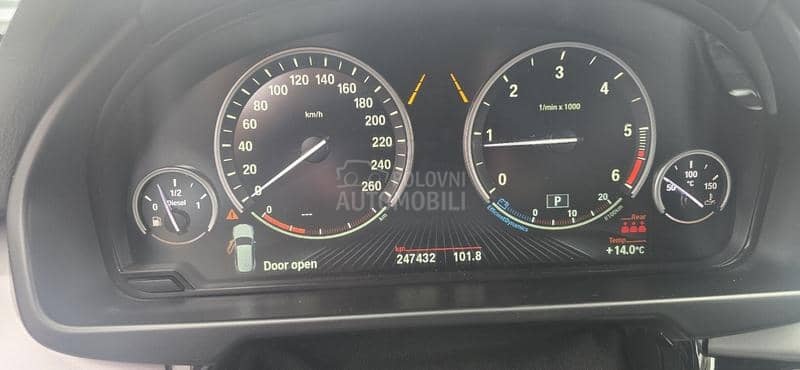 0 20 40 60 80 100 120 140 160 180 200 220 240 260
km/h
0 1 2 3 4 5 6
1/min x 1000
0 1/2 1
Diesel
50 100 150
°C
POLOVNI
AUTOMOBILI
---
P
0 10 20
EfficientDynamics
Rear
Door open
km
247432 101.8
Temp.
+14.0°C